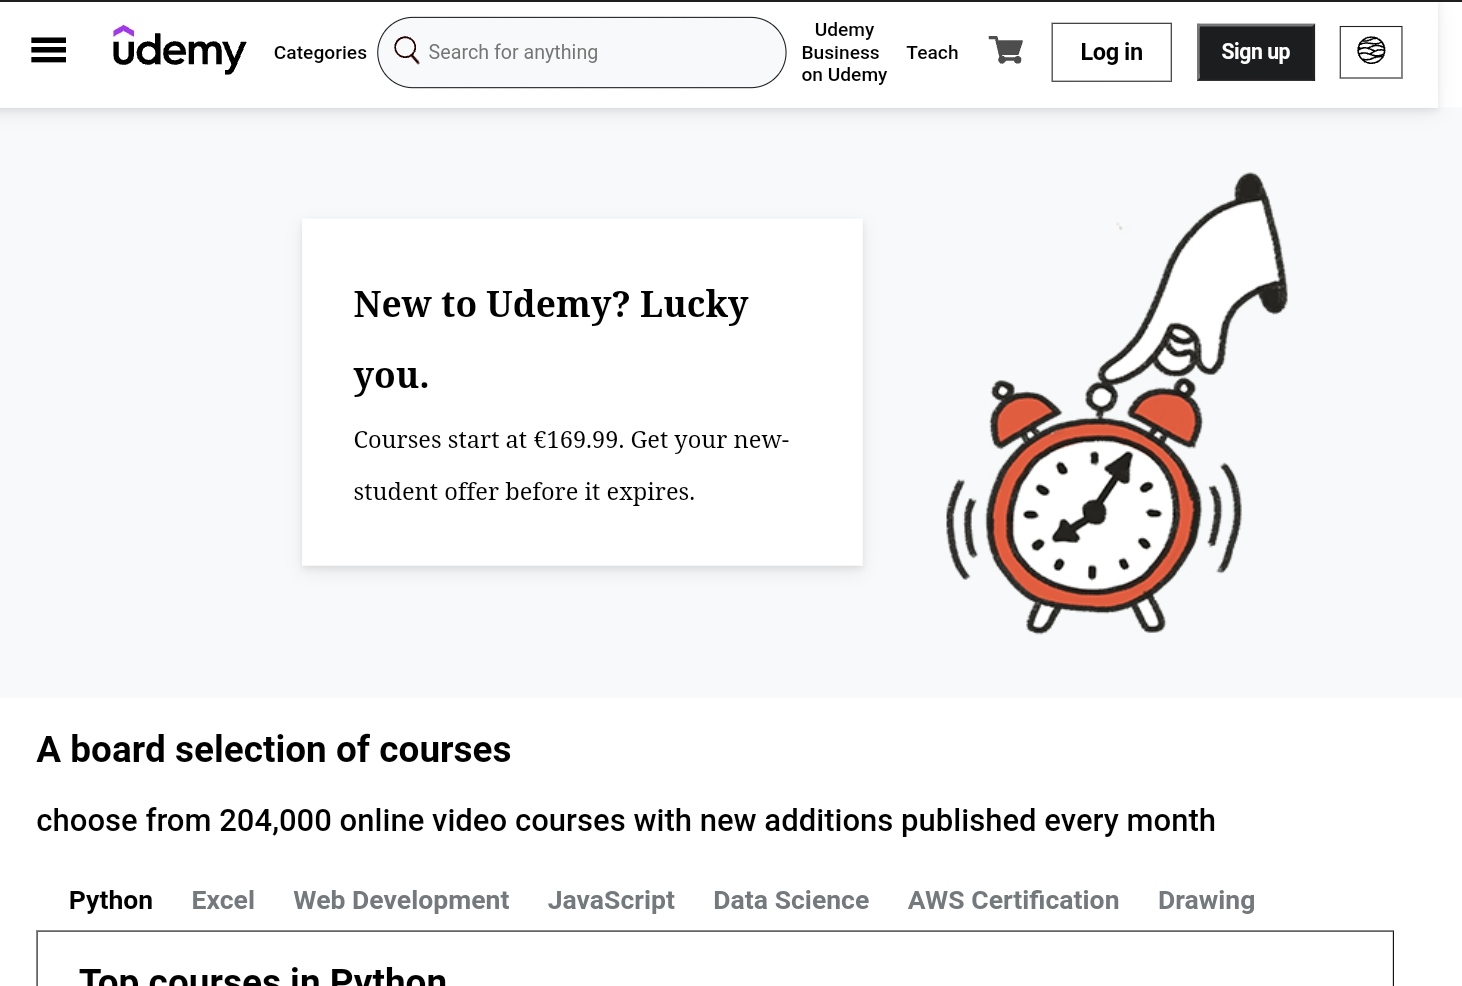 udemy
Categories
Search for anything
Udemy
Business
on Udemy
Teach
Log in
Sign up
New to Udemy? Lucky
you.
Courses start at €169.99. Get your new-
student offer before it expires.
A board selection of courses
choose from 204,000 online video courses with new additions published every month
Python
Excel
Web Development
JavaScript
Data Science
AWS Certification
Drawing
Top courses in Python